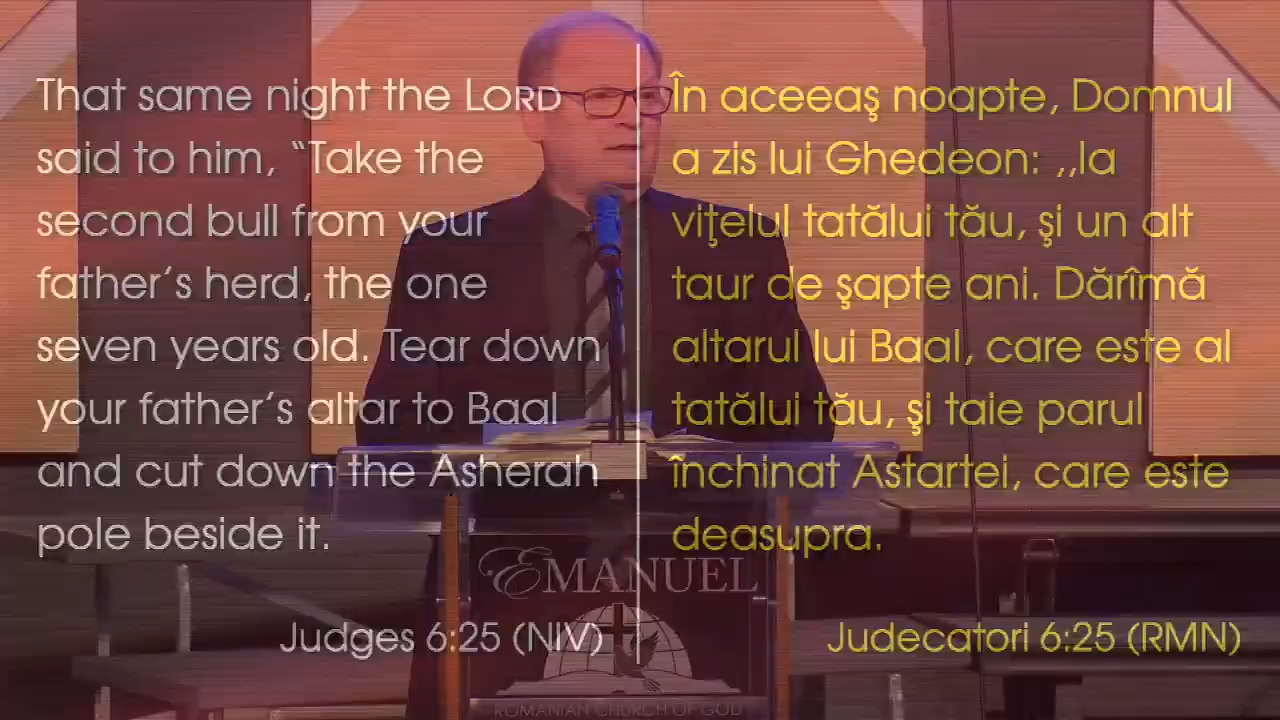 That same night the LORD
said to him, “Take the
second bull from your
father’s herd, the one
seven years old. Tear down
your father’s altar to Baal
and cut down the Asherah
pole beside it.
Judges 6:25 (NIV)
În aceeaş noapte, Domnul
a zis lui Ghedeon: ,,Ia
viţelul tatălui tău, şi un alt
taur de şapte ani. Dărîmă
altarul lui Baal, care este al
tatălui tău, şi taie parul
închinat Astartei, care este
deasupra.
Judecatori 6:25 (RMN)
EMANUEL
ROMANIAN CHURCH OF GOD